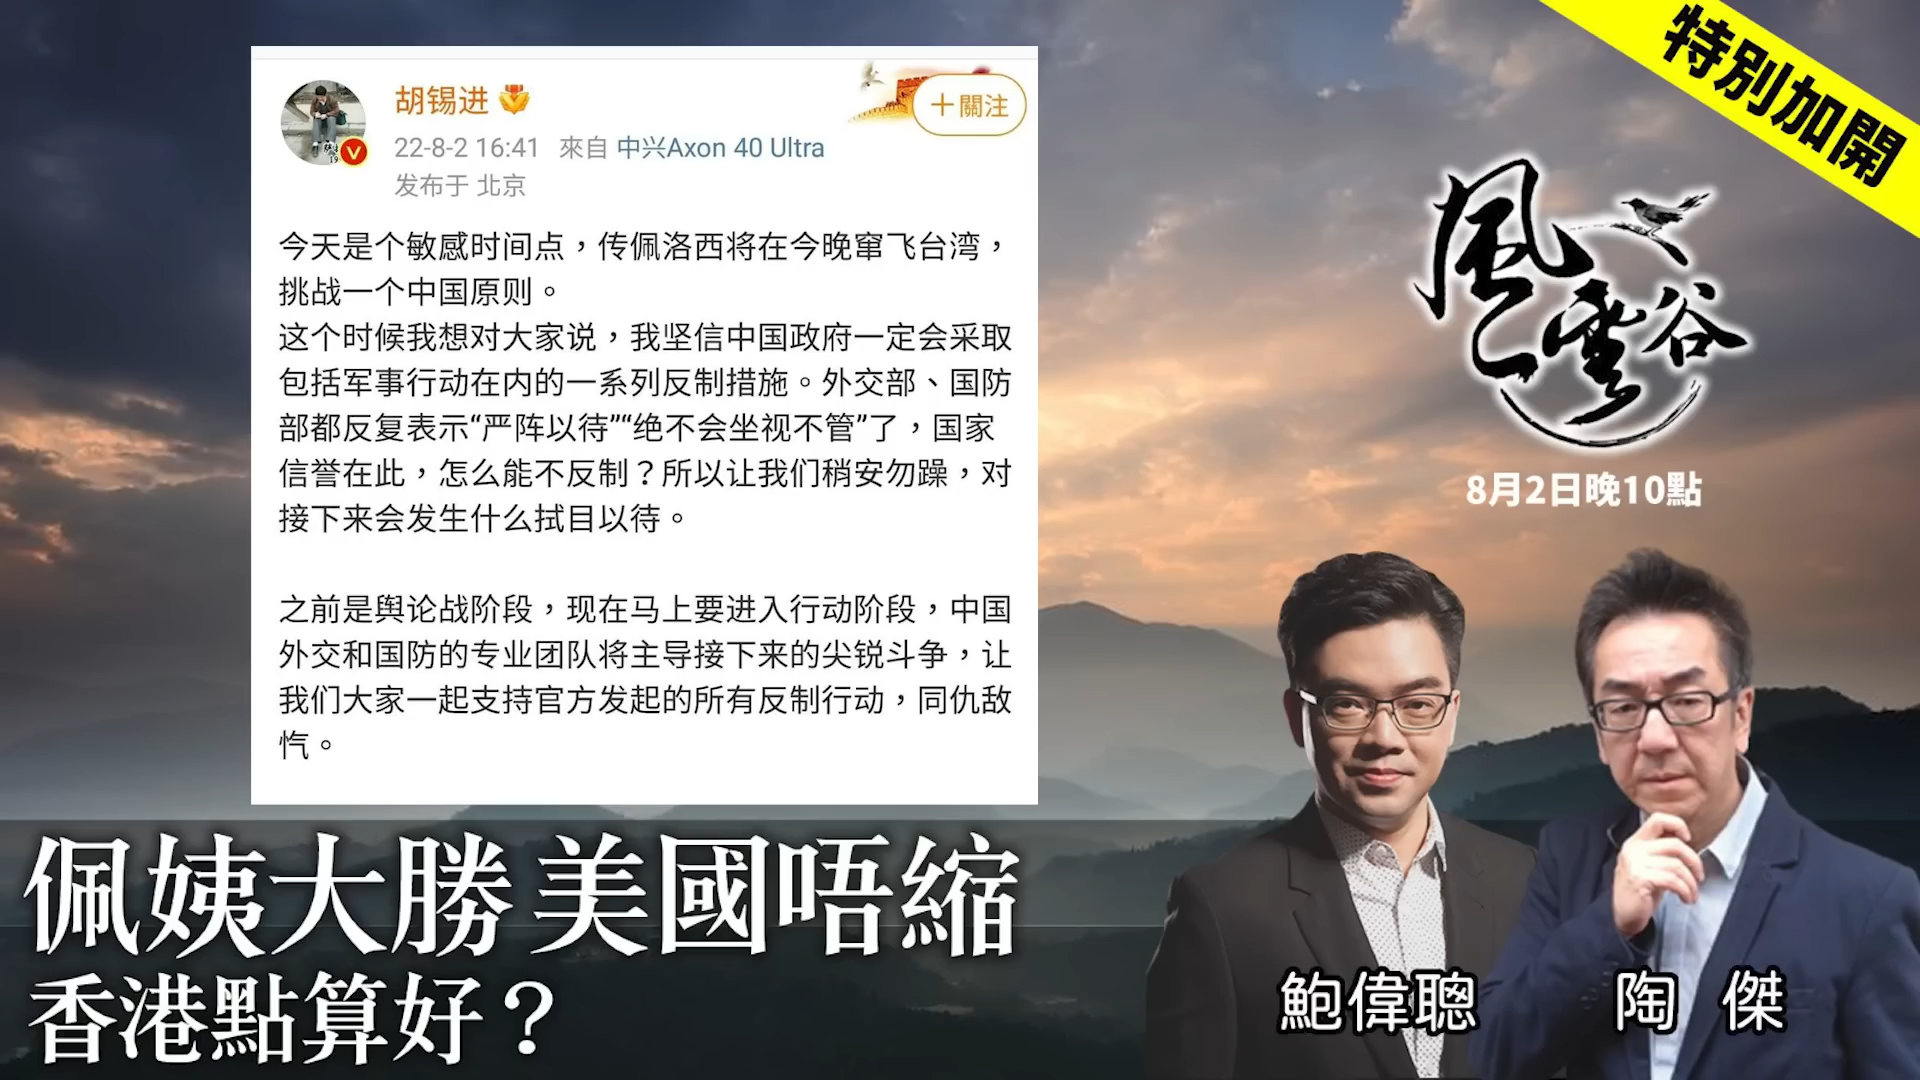 胡锡进
+關注
22-8-2 16:41 來自 中兴Axon 40 Ultra
发布于 北京
今天是个敏感时间点，传佩洛西将在今晚窜飞台湾，
挑战一个中国原则。
这个时候我想对大家说，我坚信中国政府一定会采取
包括军事行动在内的一系列反制措施。外交部、国防
部都反复表示“严阵以待”“绝不会坐视不管”了，国家
信誉在此，怎么能不反制？所以让我们稍安勿躁，对
接下来会发生什么拭目以待。
之前是舆论战阶段，现在马上要进入行动阶段，中国
外交和国防的专业团队将主导接下来的尖锐斗争，让
我们大家一起支持官方发起的所有反制行动，同仇敌
忾。
特別加開
風雲谷
8月2日晚10點
佩姨大勝 美國唔縮
香港點算好？
鮑偉聰
陶 傑